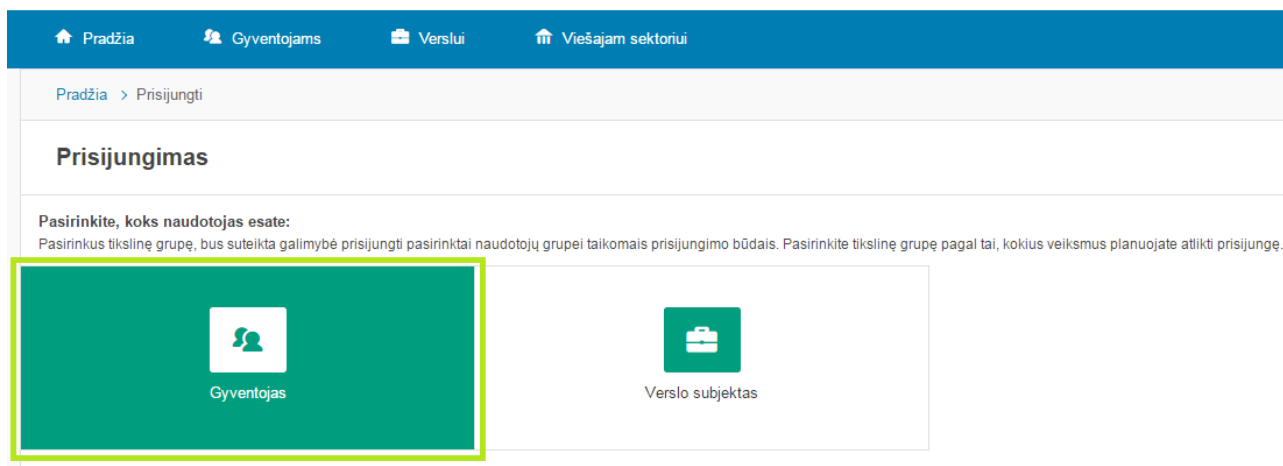 Pradžia Gyventojams Verslui Viešajam sektoriui
Pradžia > Prisijungti
Prisijungimas
Pasirinkite, koks naudotojas esate:
Pasirinkus tikslinę grupę, bus suteikta galimybė prisijungti pasirinktai naudotojų grupei taikomais prisijungimo būdais. Pasirinkite tikslinę grupę pagal tai, kokius veiksmus planuojate atlikti prisijungę.
Gyventojas Verslo subjektas